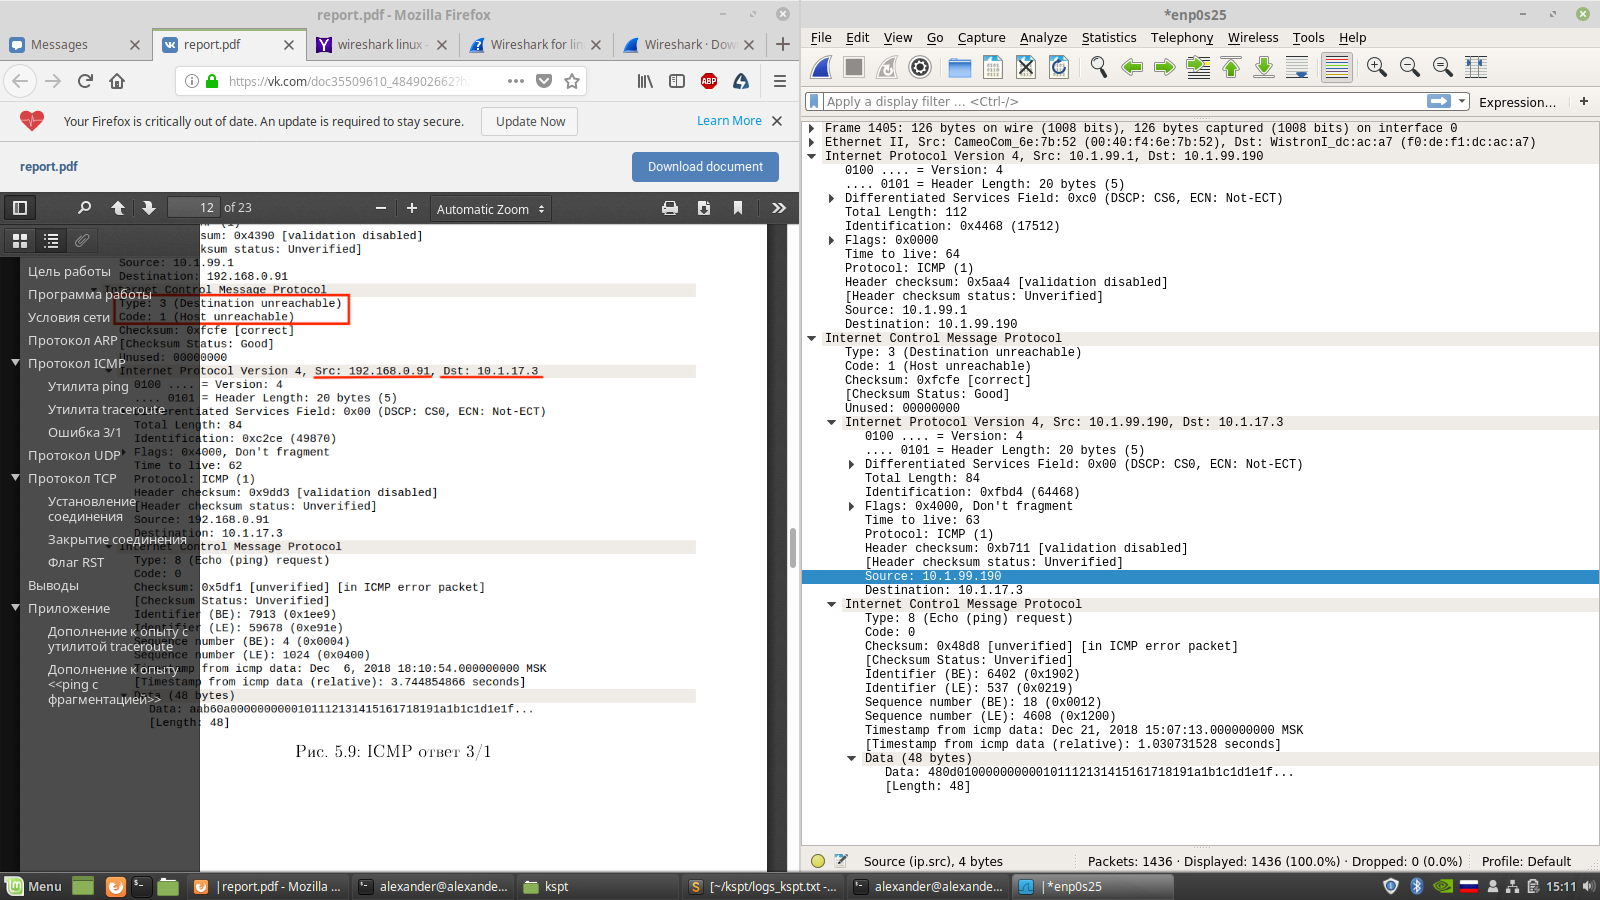 report.pdf - Mozilla Firefox
Messages
report.pdf
wireshark linux -
Wireshark for lin
Wireshark · Dow
https://vk.com/doc35509610_484902662?h
ABP
Your Firefox is critically out of date. An update is required to stay secure.
Update Now
Learn More
report.pdf
Download document
12 of 23
Automatic Zoom
Цель работы
Программа работы
Условия сети
Протокол ARP
Протокол ICMP
Утилита ping
Утилита traceroute
Ошибка 3/1
Протокол UDP
Протокол TCP
Установление
соединения
Закрытие соединения
Флаг RST
Выводы
Приложение
Дополнение к опыту с
утилитой traceroute
Дополнение к опыту
<<ping с
фрагментацией>>
sum: 0x4390 [validation disabled]
ksum status: Unverified]
Source: 10.1.99.1
Destination: 192.168.0.91
Internet Control Message Protocol
Type: 3 (Destination unreachable)
Code: 1 (Host unreachable)
Checksum: 0xfcfe [correct]
[Checksum Status: Good]
Unused: 00000000
Internet Protocol Version 4, Src: 192.168.0.91, Dst: 10.1.17.3
0100 .... = Version: 4
.... 0101 = Header Length: 20 bytes (5)
Differentiated Services Field: 0x00 (DSCP: CS0, ECN: Not-ECT)
Total Length: 84
Identification: 0xc2ce (49870)
Flags: 0x4000, Don't fragment
Time to live: 62
Protocol: ICMP (1)
Header checksum: 0x9dd3 [validation disabled]
[Header checksum status: Unverified]
Source: 192.168.0.91
Destination: 10.1.17.3
Internet Control Message Protocol
Type: 8 (Echo (ping) request)
Code: 0
Checksum: 0x5df1 [unverified] [in ICMP error packet]
[Checksum Status: Unverified]
Identifier (BE): 7913 (0x1ee9)
Identifier (LE): 59678 (0xe91e)
Sequence number (BE): 4 (0x0004)
Sequence number (LE): 1024 (0x0400)
Timestamp from icmp data: Dec  6, 2018 18:10:54.000000000 MSK
[Timestamp from icmp data (relative): 3.744854866 seconds]
Data (48 bytes)
Data: aab60a0000000000101112131415161718191a1b1c1d1e1f...
[Length: 48]
Рис. 5.9: ICMP ответ 3/1
*enp0s25
File Edit View Go Capture Analyze Statistics Telephony Wireless Tools Help
Apply a display filter ... <Ctrl-/>
Expression... +
Frame 1405: 126 bytes on wire (1008 bits), 126 bytes captured (1008 bits) on interface 0
Ethernet II, Src: CameoCom_6e:7b:52 (00:40:f4:6e:7b:52), Dst: WistronI_dc:ac:a7 (f0:de:f1:dc:ac:a7)
Internet Protocol Version 4, Src: 10.1.99.1, Dst: 10.1.99.190
0100 .... = Version: 4
.... 0101 = Header Length: 20 bytes (5)
Differentiated Services Field: 0xc0 (DSCP: CS6, ECN: Not-ECT)
Total Length: 112
Identification: 0x4468 (17512)
Flags: 0x0000
Time to live: 64
Protocol: ICMP (1)
Header checksum: 0x5aa4 [validation disabled]
[Header checksum status: Unverified]
Source: 10.1.99.1
Destination: 10.1.99.190
Internet Control Message Protocol
Type: 3 (Destination unreachable)
Code: 1 (Host unreachable)
Checksum: 0xfcfe [correct]
[Checksum Status: Good]
Unused: 00000000
Internet Protocol Version 4, Src: 10.1.99.190, Dst: 10.1.17.3
0100 .... = Version: 4
.... 0101 = Header Length: 20 bytes (5)
Differentiated Services Field: 0x00 (DSCP: CS0, ECN: Not-ECT)
Total Length: 84
Identification: 0xfbd4 (64468)
Flags: 0x4000, Don't fragment
Time to live: 63
Protocol: ICMP (1)
Header checksum: 0xb711 [validation disabled]
[Header checksum status: Unverified]
Source: 10.1.99.190
Destination: 10.1.17.3
Internet Control Message Protocol
Type: 8 (Echo (ping) request)
Code: 0
Checksum: 0x48d8 [unverified] [in ICMP error packet]
[Checksum Status: Unverified]
Identifier (BE): 6402 (0x1902)
Identifier (LE): 537 (0x0219)
Sequence number (BE): 18 (0x0012)
Sequence number (LE): 4608 (0x1200)
Timestamp from icmp data: Dec 21, 2018 15:07:13.000000000 MSK
[Timestamp from icmp data (relative): 1.030731528 seconds]
Data (48 bytes)
Data: 480d010000000000101112131415161718191a1b1c1d1e1f...
[Length: 48]
Source (ip.src), 4 bytes
Packets: 1436 · Displayed: 1436 (100.0%) · Dropped: 0 (0.0%)
Profile: Default
Menu
|report.pdf - Mozilla ...
alexander@alexande...
kspt
[~/kspt/logs_kspt.txt -...
alexander@alexande...
|*enp0s25
15:11